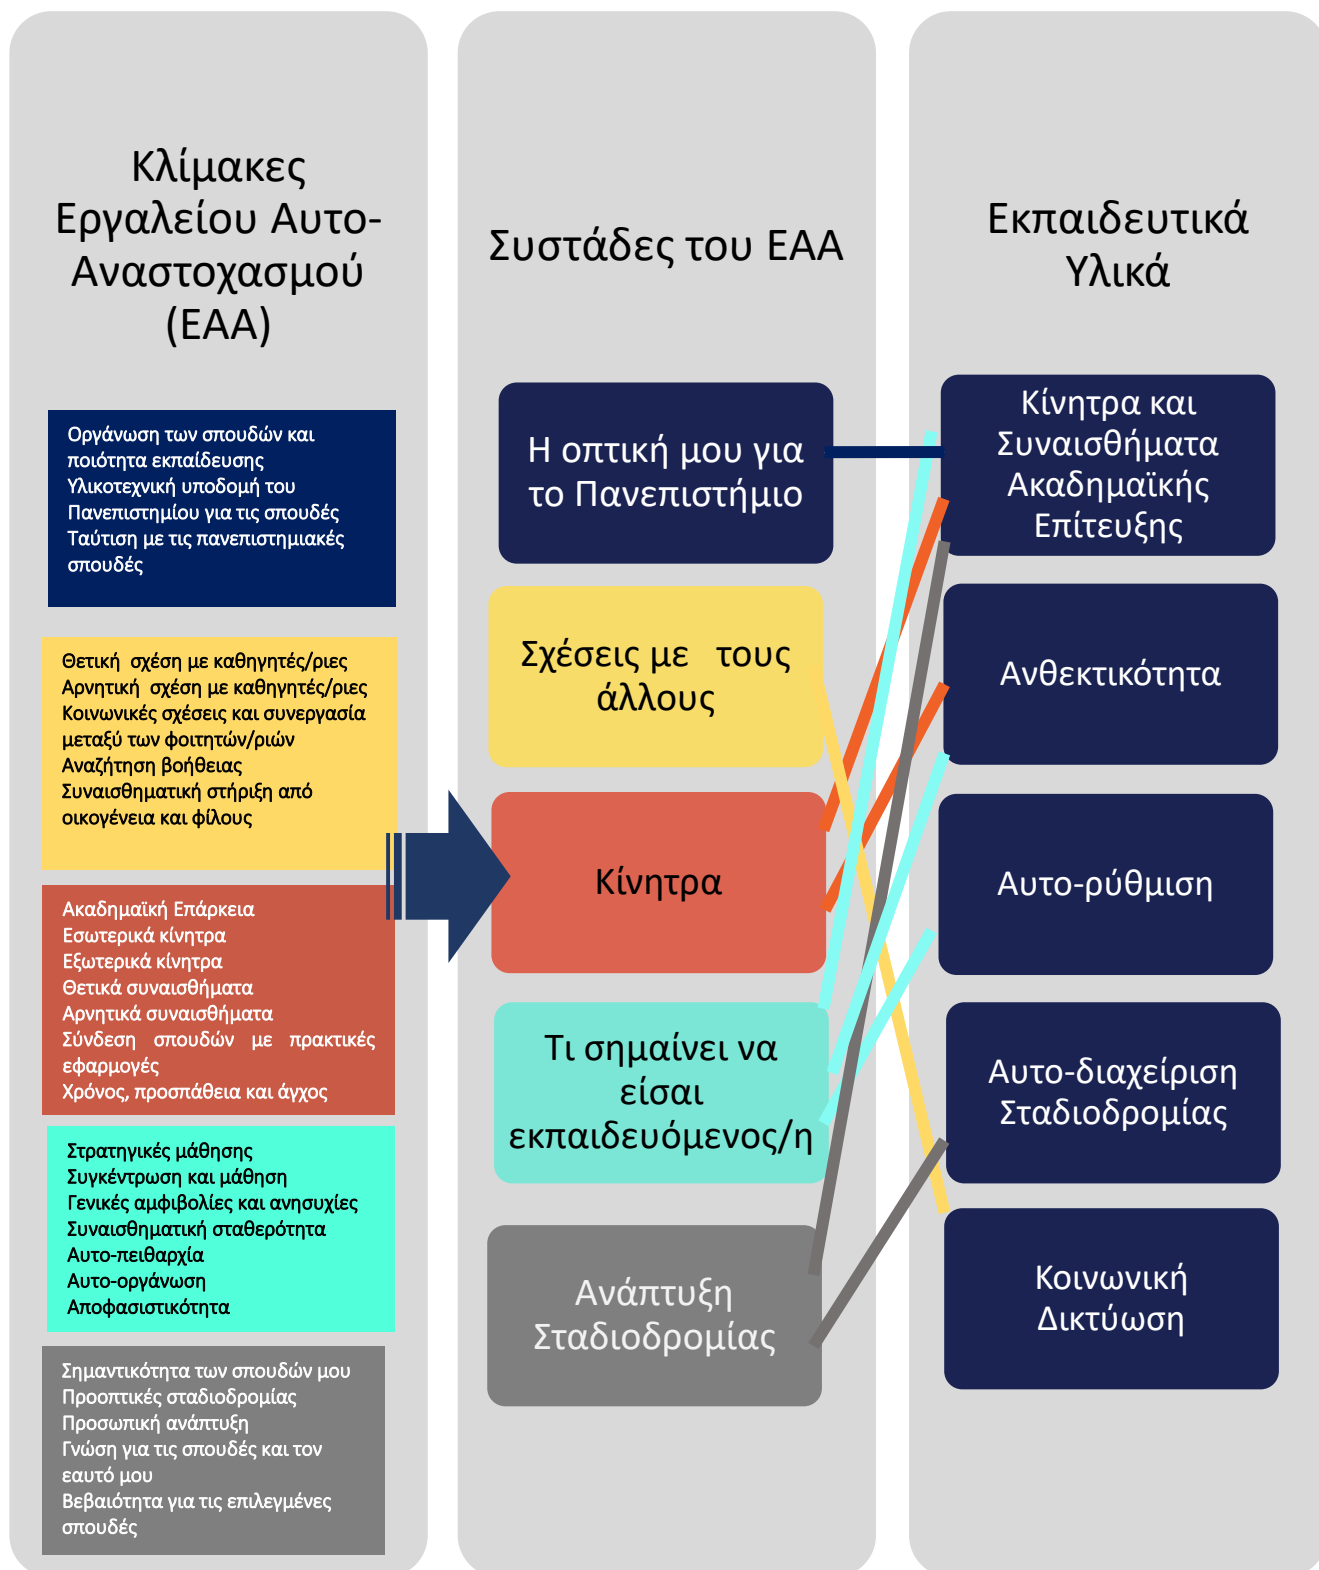 Κλίμακες
Εργαλείου Αυτο-
Αναστοχασμού
(ΕΑΑ)
Οργάνωση των σπουδών και
ποιότητα εκπαίδευσης
Υλικοτεχνική υποδομή του
Πανεπιστημίου για τις σπουδές
Ταύτιση με τις πανεπιστημιακές
σπουδές
Θετική σχέση με καθηγητές/ριες
Αρνητική σχέση με καθηγητές/ριες
Κοινωνικές σχέσεις και συνεργασία
μεταξύ των φοιτητών/ριών
Αναζήτηση βοήθειας
Συναισθηματική στήριξη από
οικογένεια και φίλους
Ακαδημαϊκή Επάρκεια
Εσωτερικά κίνητρα
Εξωτερικά κίνητρα
Θετικά συναισθήματα
Αρνητικά συναισθήματα
Σύνδεση σπουδών με πρακτικές
εφαρμογές
Χρόνος, προσπάθεια και άγχος
Στρατηγικές μάθησης
Συγκέντρωση και μάθηση
Γενικές αμφιβολίες και ανησυχίες
Συναισθηματική σταθερότητα
Αυτο-πειθαρχία
Αυτο-οργάνωση
Αποφασιστικότητα
Σημαντικότητα των σπουδών μου
Προοπτικές σταδιοδρομίας
Προσωπική ανάπτυξη
Γνώση για τις σπουδές και τον
εαυτό μου
Βεβαιότητα για τις επιλεγμένες
σπουδές
Συστάδες του ΕΑΑ
Η οπτική μου για
το Πανεπιστήμιο
Σχέσεις με τους
άλλους
Κίνητρα
Τι σημαίνει να
είσαι
εκπαιδευόμενος/η
Ανάπτυξη
Σταδιοδρομίας
Εκπαιδευτικά
Υλικά
Κίνητρα και
Συναισθήματα
Ακαδημαϊκής
Επίτευξης
Ανθεκτικότητα
Αυτο-ρύθμιση
Αυτο-διαχείριση
Σταδιοδρομίας
Κοινωνική
Δικτύωση